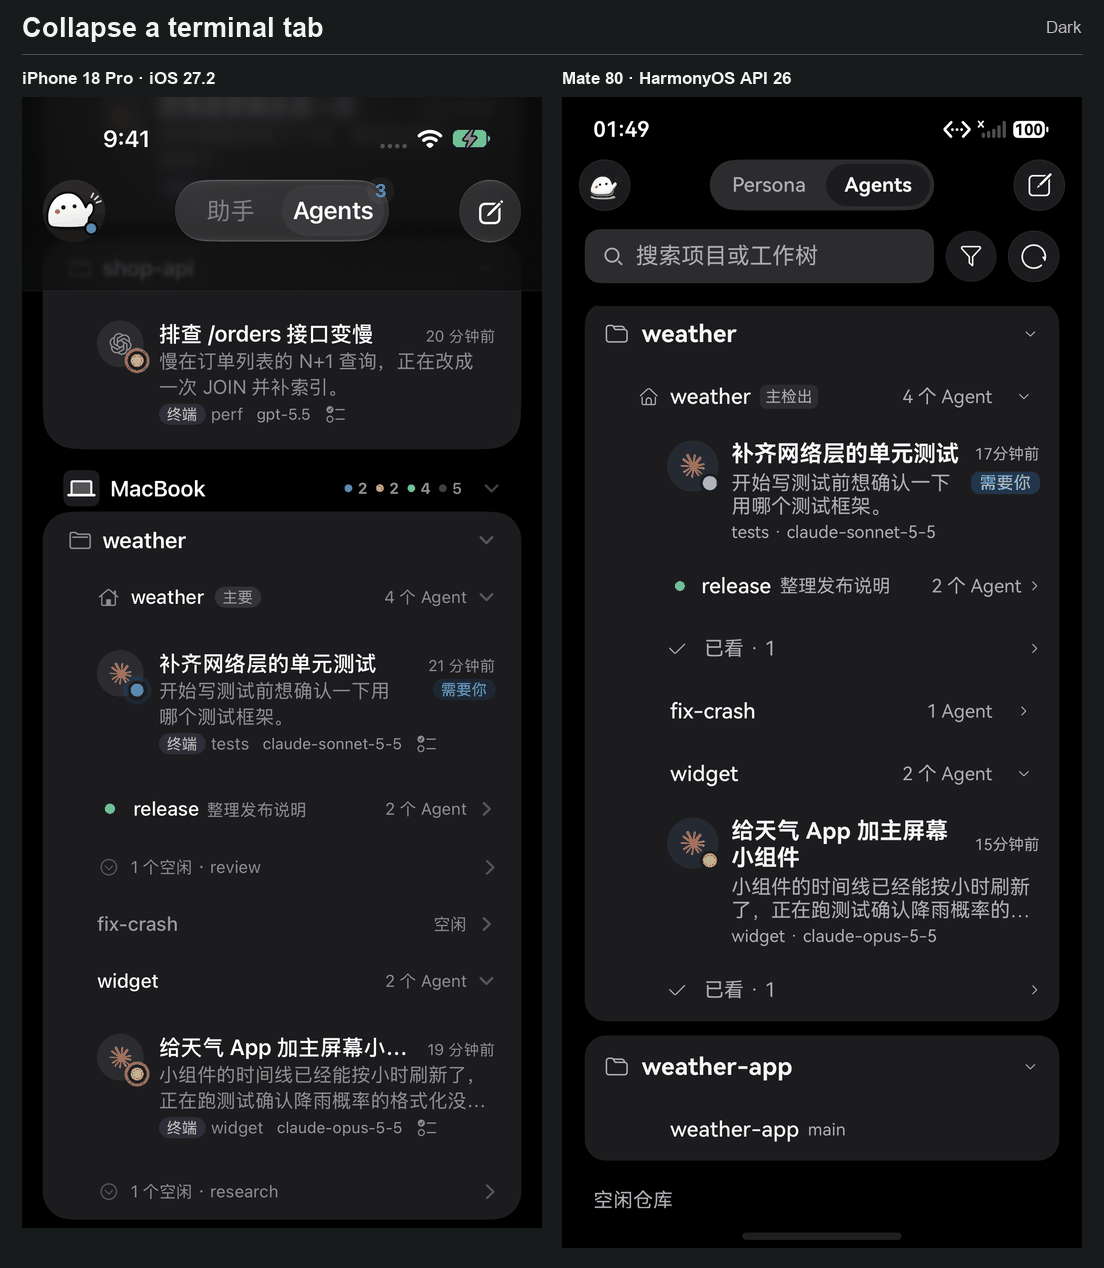 Collapse a terminal tab
Dark
iPhone 18 Pro · iOS 27.2
9:41
助手
Agents
3
shop-api
排查 /orders 接口变慢
20 分钟前
慢在订单列表的 N+1 查询，正在改成
一次 JOIN 并补索引。
终端 perf gpt-5.5
MacBook
2 2 4 5
weather
weather 主要
4 个 Agent
补齐网络层的单元测试
21 分钟前
开始写测试前想确认一下用
需要你
哪个测试框架。
终端 tests claude-sonnet-5-5
release 整理发布说明
2 个 Agent
1 个空闲 · review
fix-crash
空闲
widget
2 个 Agent
给天气 App 加主屏幕小…
19 分钟前
小组件的时间线已经能按小时刷新了，
正在跑测试确认降雨概率的格式化没…
终端 widget claude-opus-5-5
1 个空闲 · research
Mate 80 · HarmonyOS API 26
01:49
100
Persona
Agents
搜索项目或工作树
weather
weather 主检出
4 个 Agent
补齐网络层的单元测试
17分钟前
开始写测试前想确认一下
需要你
用哪个测试框架。
tests · claude-sonnet-5-5
release 整理发布说明
2 个 Agent
已看 · 1
fix-crash
1 Agent
widget
2 个 Agent
给天气 App 加主屏幕
小组件
15分钟前
小组件的时间线已经能按小时刷新
了，正在跑测试确认降雨概率的…
widget · claude-opus-5-5
已看 · 1
weather-app
weather-app main
空闲仓库